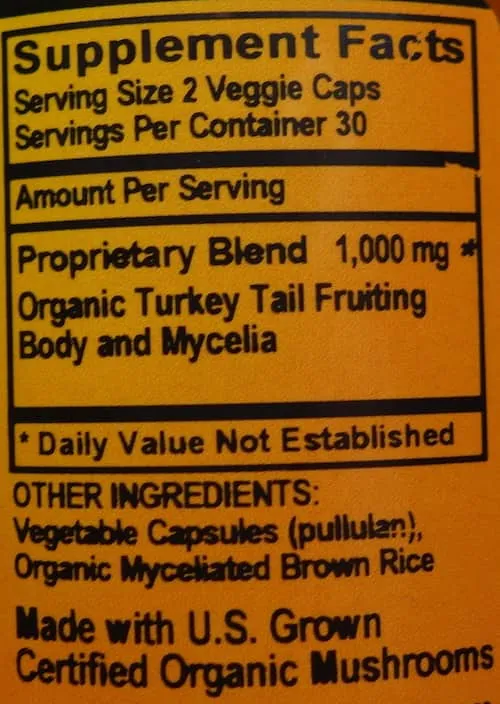 Supplement Facts
Serving Size 2 Veggie Caps
Servings Per Container 30
Amount Per Serving
Proprietary Blend 1,000 mg *
Organic Turkey Tail Fruiting
Body and Mycelia
* Daily Value Not Established
OTHER INGREDIENTS:
Vegetable Capsules (pullulan),
Organic Myceliated Brown Rice
Made with U.S. Grown
Certified Organic Mushrooms